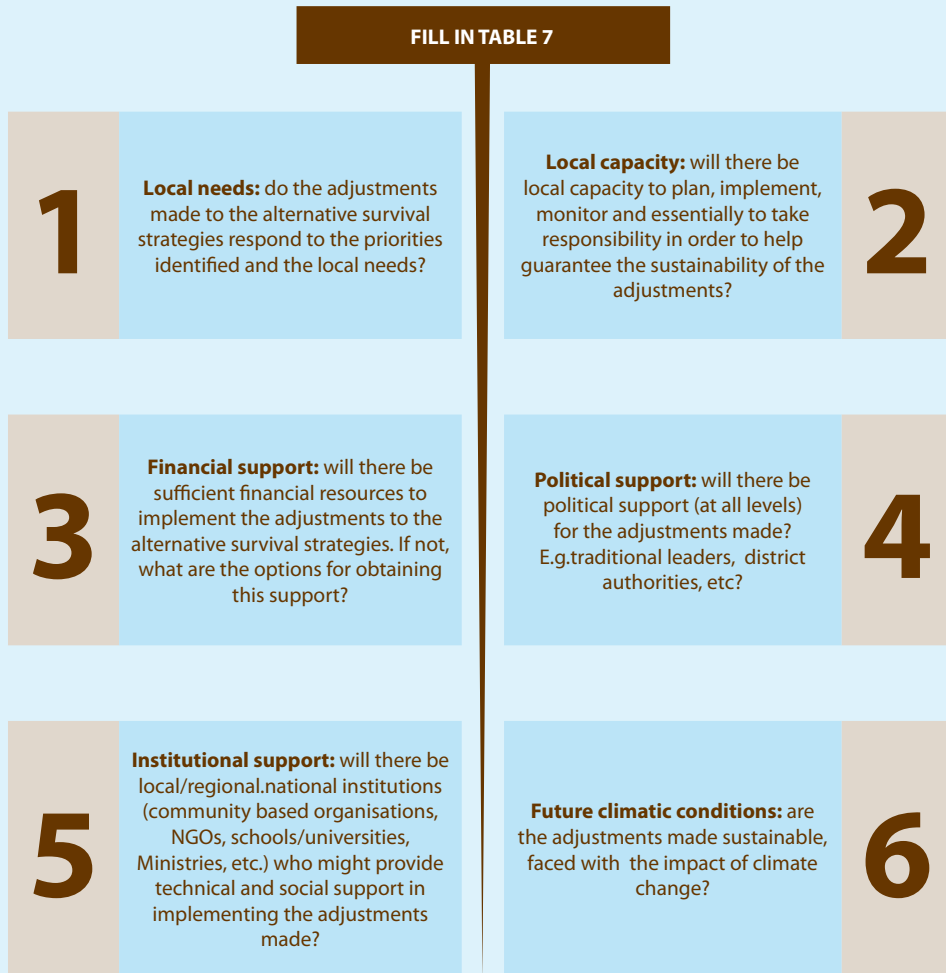 FILL IN TABLE 7
1
Local needs: do the adjustments
made to the alternative survival
strategies respond to the priorities
identified and the local needs?
Local capacity: will there be
local capacity to plan, implement,
monitor and essentially to take
responsibility in order to help
guarantee the sustainability of the
adjustments?
2
3
Financial support: will there be
sufficient financial resources to
implement the adjustments to the
alternative survival strategies. If not,
what are the options for obtaining
this support?
Political support: will there be
political support (at all levels)
for the adjustments made?
E.g.traditional leaders, district
authorities, etc?
4
5
Institutional support: will there be
local/regional.national institutions
(community based organisations,
NGOs, schools/universities,
Ministries, etc.) who might provide
technical and social support in
implementing the adjustments
made?
Future climatic conditions: are
the adjustments made sustainable,
faced with the impact of climate
change?
6